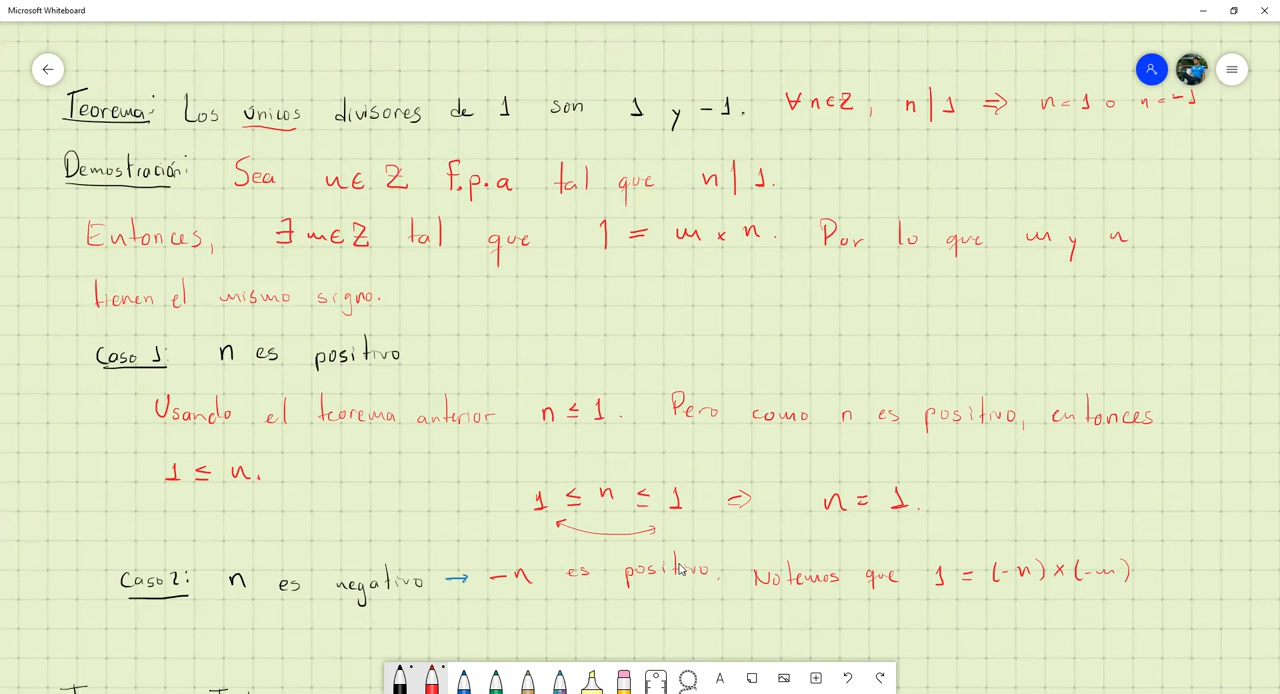 Microsoft Whiteboard
Teorema: Los únicos divisores de 1 son 1 y -1. ∀ n∈Z, n | 1 ⇒ n = 1 o n = -1
Demostración: Sea n∈ Z f.p.a tal que n | 1.
Entonces, ∃ m∈Z tal que 1 = m × n. Por lo que m y n
tienen el mismo signo.
Caso 1: n es positivo
Usando el teorema anterior n ≤ 1. Pero como n es positivo, entonces
1 ≤ n.
1 ≤ n ≤ 1 ⇒ n = 1.
Caso 2: n es negativo → -n es positivo. Notemos que 1 = (-n) × (-m)